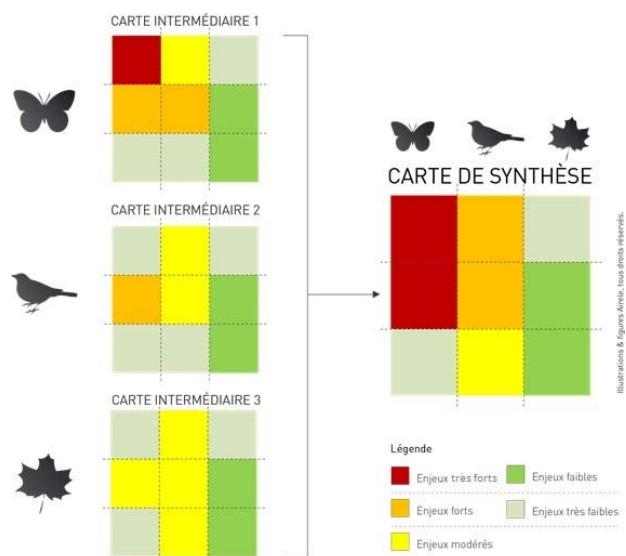 CARTE INTERMÉDIAIRE 1
CARTE INTERMÉDIAIRE 2
CARTE INTERMÉDIAIRE 3
CARTE DE SYNTHÈSE
Illustrations & figures Airele, tous droits réservés.
Légende
Enjeux très forts
Enjeux faibles
Enjeux forts
Enjeux très faibles
Enjeux modérés